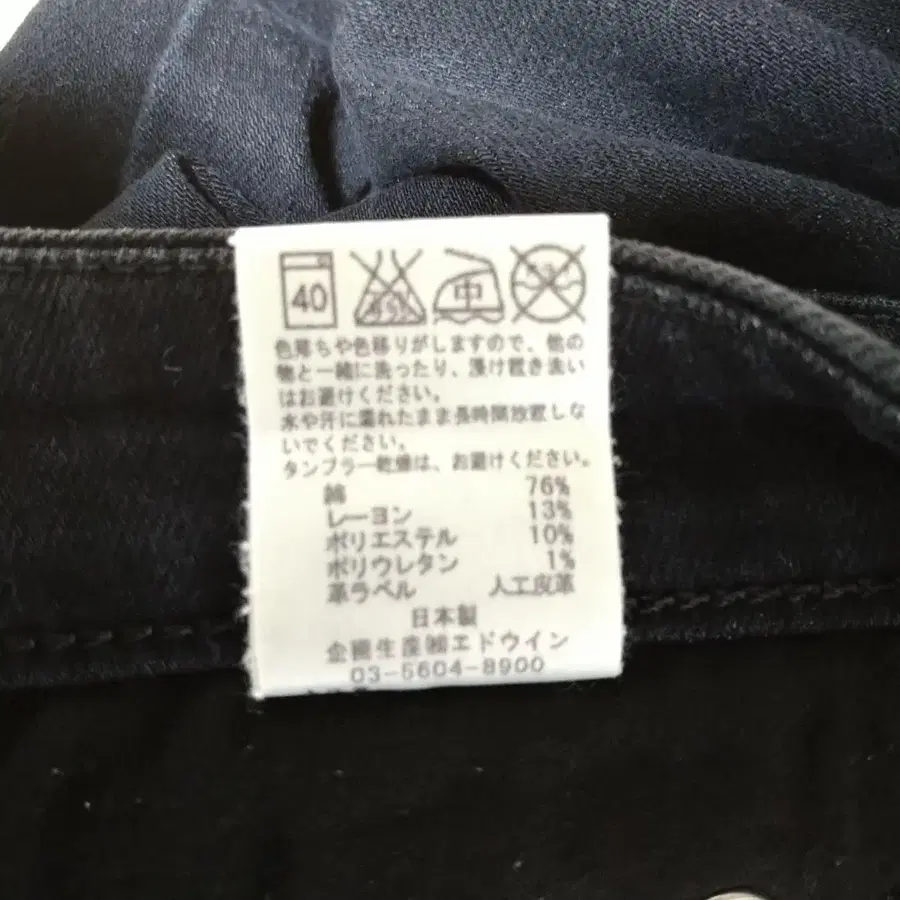 40 中
色落ちや色移りがしますので、他の
物と一緒に洗ったり、漬け置き洗い
はお避けください。
水や汗に濡れたまま長時間放置しな
いでください。
タンブラー乾燥は、お避けください。
綿 76%
レーヨン 13%
ポリエステル 10%
ポリウレタン 1%
革ラベル 人工皮革
日本製
企画生産㈱エドウイン
03-5604-8900